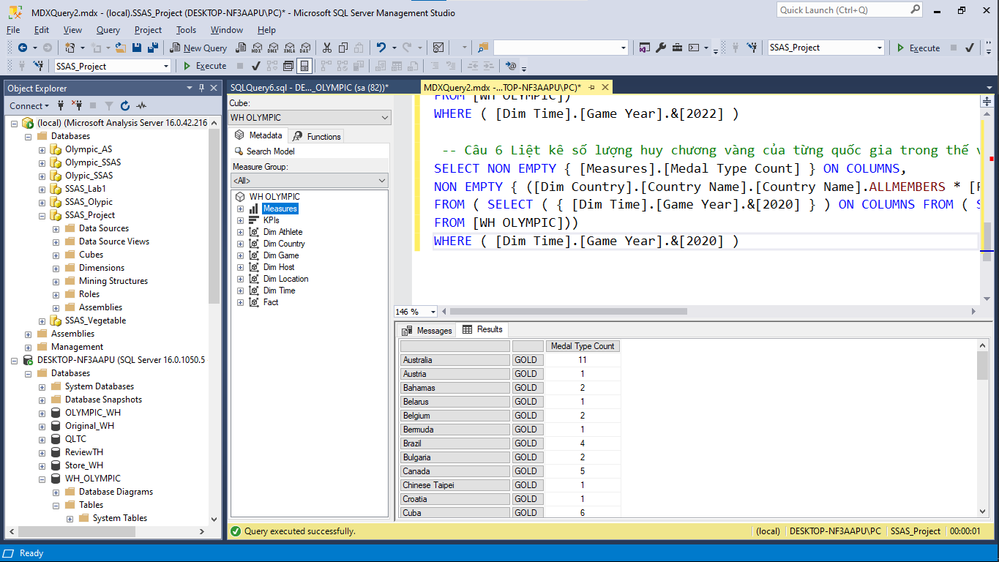 MDXQuery2.mdx - (local).SSAS_Project (DESKTOP-NF3AAPU\PC)* - Microsoft SQL Server Management Studio
Quick Launch (Ctrl+Q)
File Edit View Query Project Tools Window Help
New Query MDX DMX XMLA DAX SSAS_Project Execute
SSAS_Project Execute
Object Explorer
Connect
(local) (Microsoft Analysis Server 16.0.42.216
Databases
Olympic_AS
Olympic_SSAS
Olypic_SSAS
SSAS_Lab1
SSAS_Olypic
SSAS_Project
Data Sources
Data Source Views
Cubes
Dimensions
Mining Structures
Roles
Assemblies
SSAS_Vegetable
Assemblies
Management
DESKTOP-NF3AAPU (SQL Server 16.0.1050.5
Databases
System Databases
Database Snapshots
OLYMPIC_WH
Original_WH
QLTC
ReviewTH
Store_WH
WH_OLYMPIC
Database Diagrams
Tables
System Tables
SQLQuery6.sql - DE..._OLYMPIC (sa (82))*
MDXQuery2.mdx -...TOP-NF3AAPU\PC)*
Cube:
WH OLYMPIC
Metadata Functions
Search Model
Measure Group:
<All>
WH OLYMPIC
Measures
KPIs
Dim Athlete
Dim Country
Dim Game
Dim Host
Dim Location
Dim Time
Fact
FROM [WH OLYMPIC])
WHERE ( [Dim Time].[Game Year].&[2022] )
-- Câu 6 Liệt kê số lượng huy chương vàng của từng quốc gia trong thế
SELECT NON EMPTY { [Measures].[Medal Type Count] } ON COLUMNS,
NON EMPTY { ([Dim Country].[Country Name].[Country Name].ALLMEMBERS * [
FROM ( SELECT ( { [Dim Time].[Game Year].&[2020] } ) ON COLUMNS FROM (
FROM [WH OLYMPIC]))
WHERE ( [Dim Time].[Game Year].&[2020] )
146 %
Messages Results
Medal Type Count
Australia GOLD 11
Austria GOLD 1
Bahamas GOLD 2
Belarus GOLD 1
Belgium GOLD 2
Bermuda GOLD 1
Brazil GOLD 4
Bulgaria GOLD 2
Canada GOLD 5
Chinese Taipei GOLD 1
Croatia GOLD 1
Cuba GOLD 6
Query executed successfully. (local) DESKTOP-NF3AAPU\PC SSAS_Project 00:00:01
Ready